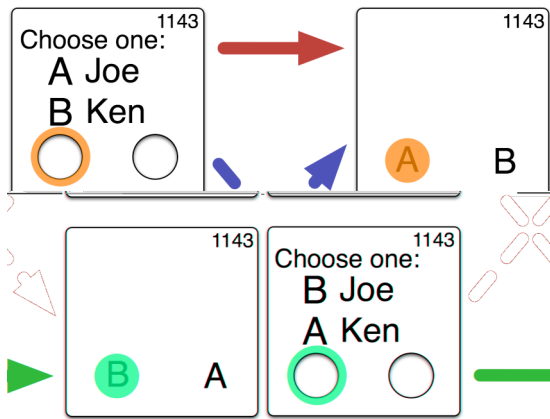 1143
Choose one:
A Joe
B Ken
1143
A B
1143
B A
1143
Choose one:
B Joe
A Ken